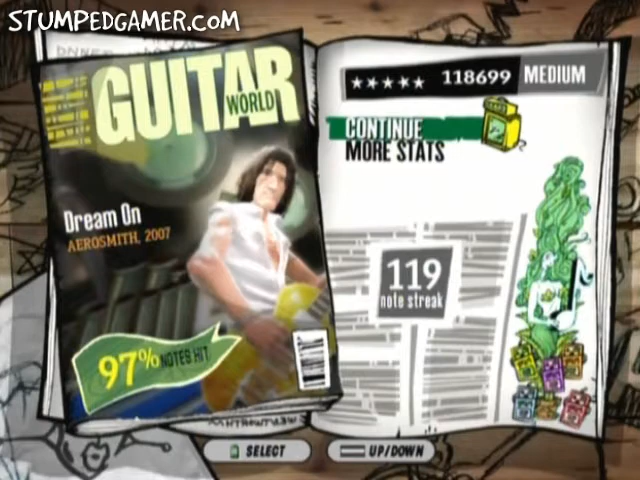 STUMPEDGAMER.COM
GUITAR
WORLD
Dream On
AEROSMITH, 2007
97% NOTES HIT
★★★★★ 118699 MEDIUM
CONTINUE
MORE STATS
119
note streak
SELECT
UP/DOWN